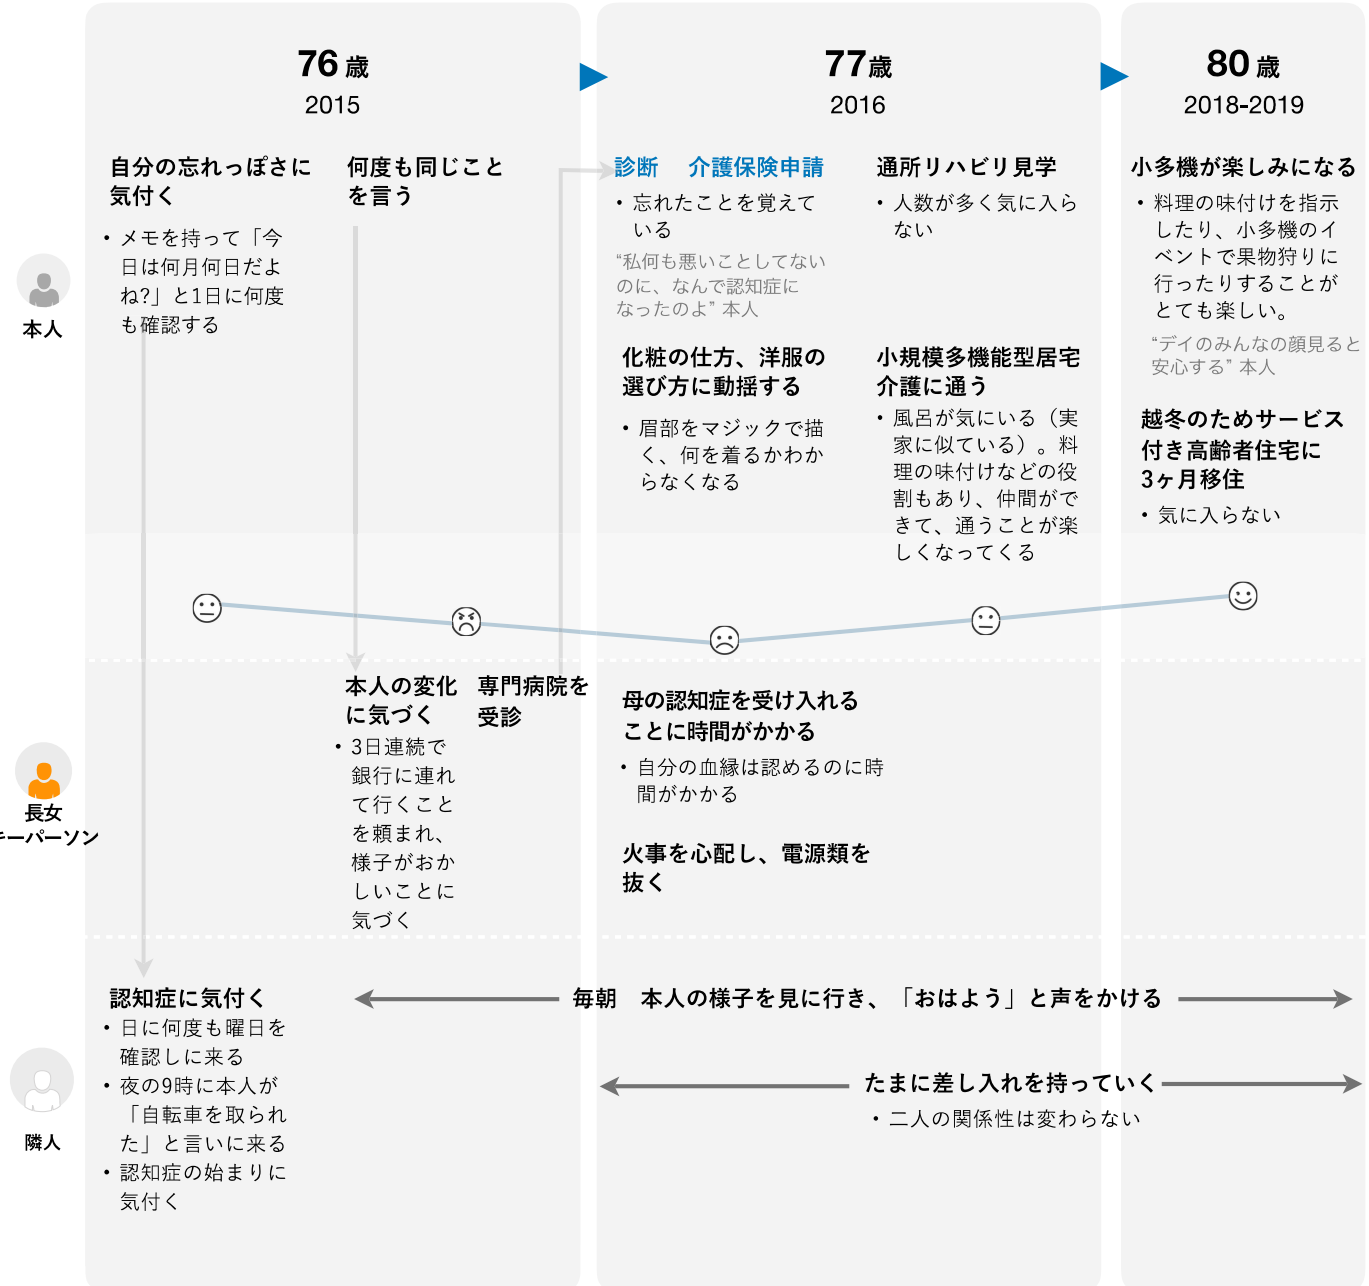 76 歳
2015
77歳
2016
80 歳
2018-2019
本人
自分の忘れっぽさに
気付く
• メモを持って「今
日は何月何日だよ
ね?」と1日に何度
も確認する
何度も同じこと
を言う
診断 介護保険申請
• 忘れたことを覚えて
いる
“私何も悪いことしてない
のに、なんで認知症に
なったのよ” 本人
化粧の仕方、洋服の
選び方に動揺する
• 眉部をマジックで描
く、何を着るかわか
らなくなる
通所リハビリ見学
• 人数が多く気に入ら
ない
小規模多機能型居宅
介護に通う
• 風呂が気にいる（実
家に似ている）。料
理の味付けなどの役
割もあり、仲間がで
きて、通うことが楽
しくなってくる
小多機が楽しみになる
• 料理の味付けを指示
したり、小多機のイ
ベントで果物狩りに
行ったりすることが
とても楽しい。
“デイのみんなの顔見ると
安心する” 本人
越冬のためサービス
付き高齢者住宅に
3ヶ月移住
• 気に入らない
長女
キーパーソン
本人の変化
に気づく
• 3日連続で
銀行に連れ
て行くこと
を頼まれ、
様子がおか
しいことに
気づく
専門病院を
受診
母の認知症を受け入れる
ことに時間がかかる
• 自分の血縁は認めるのに時
間がかかる
火事を心配し、電源類を
抜く
隣人
認知症に気付く
• 日に何度も曜日を
確認しに来る
• 夜の9時に本人が
「自転車を取られ
た」と言いに来る
• 認知症の始まりに
気付く
毎朝 本人の様子を見に行き、「おはよう」と声をかける
たまに差し入れを持っていく
• 二人の関係性は変わらない